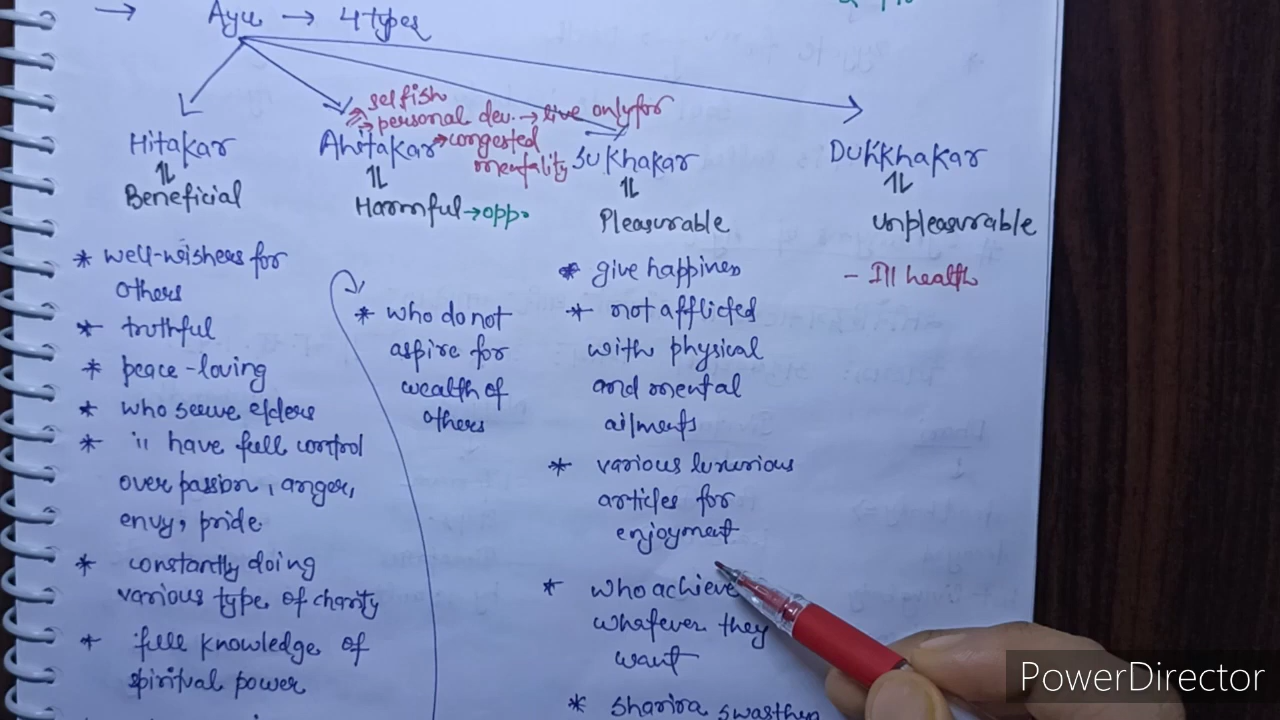 → Ayu → 4 types
Hitakar
⇅
Beneficial
* well-wishers for
others
* truthful
* peace-loving
* who serve elders
* " have full control
over passion, anger,
envy, pride
* constantly doing
various type of charity
* full knowledge of
spiritual power
→ selfish
→ personal dev. → live only for
Ahitakar → congested
mentality
⇅
Harmful → oppo
* who do not
aspire for
wealth of
others
Sukhakar
⇅
Pleasurable
* give happiness
* not afflicted
with physical
and mental
ailments
* various luxurious
articles for
enjoyment
* who achieve
whatever they
want
* Sharira swasthya
Dukkhakar
⇅
unpleasurable
- Ill health
PowerDirector